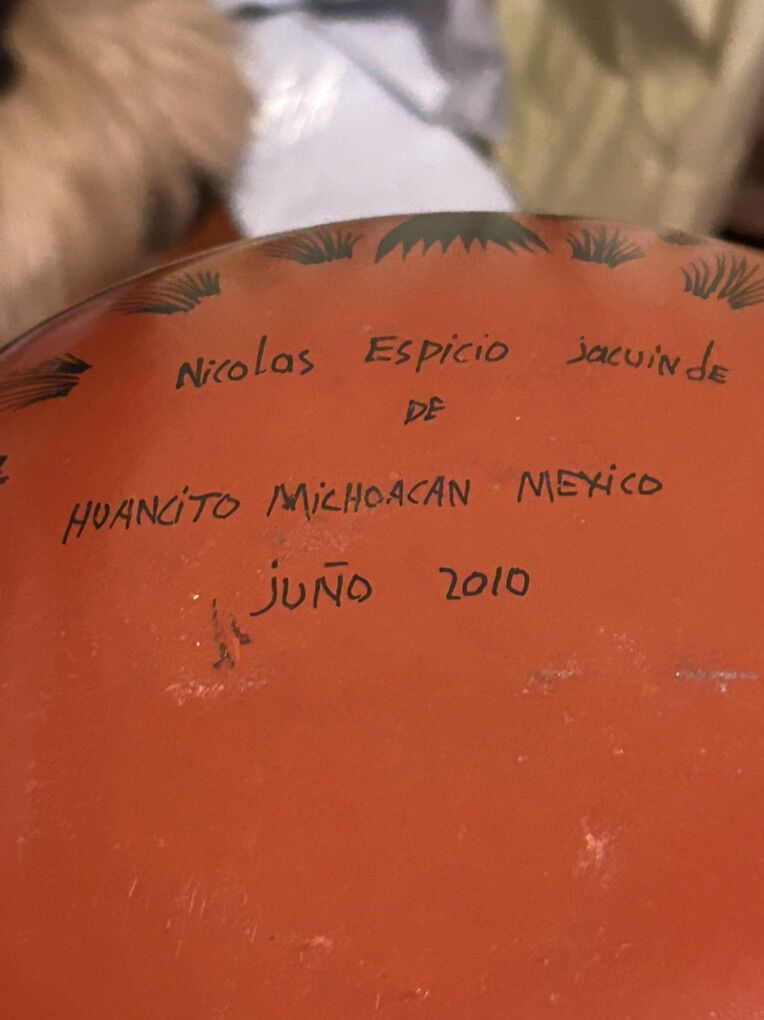 Nicolas Espicio jacuinde
DE
HUANCITO MiCHOACAN MEXiCO
juÑO 2010